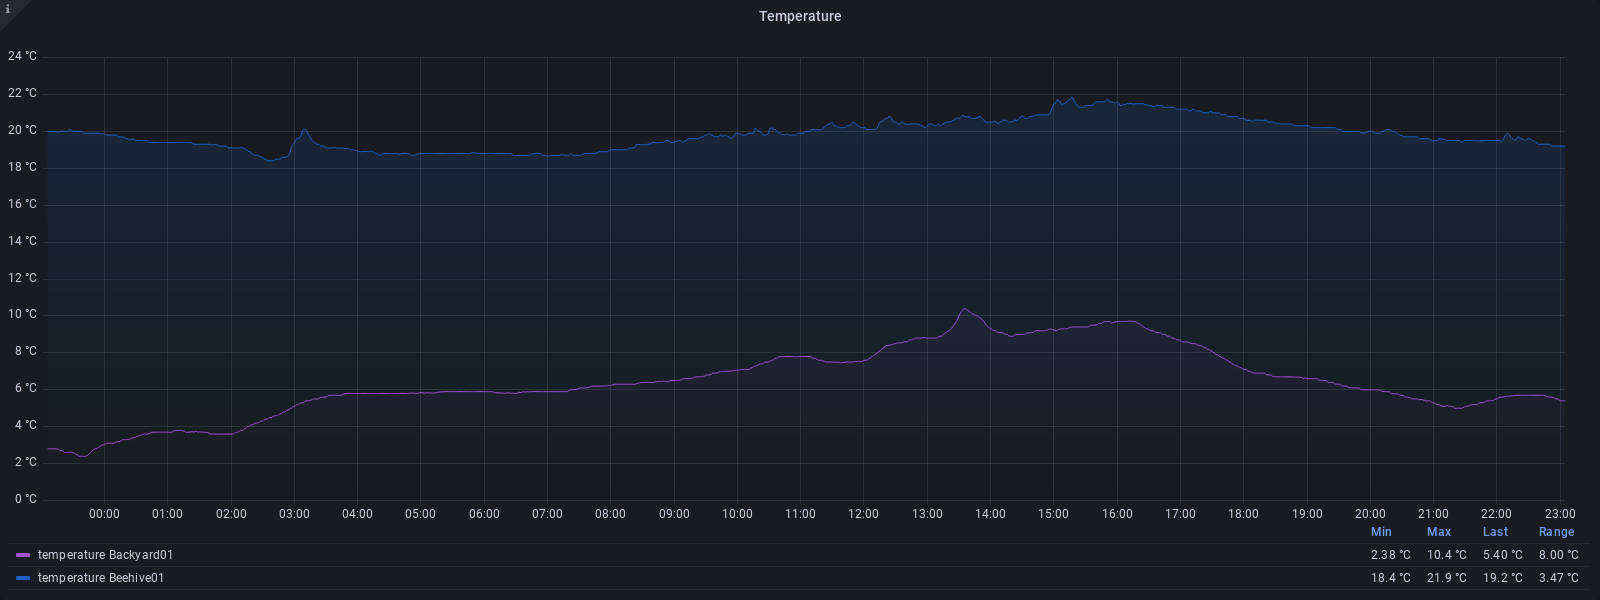 i
Temperature
24 °C
22 °C
20 °C
18 °C
16 °C
14 °C
12 °C
10 °C
8 °C
6 °C
4 °C
2 °C
0 °C
00:00 01:00 02:00 03:00 04:00 05:00 06:00 07:00 08:00 09:00 10:00 11:00 12:00 13:00 14:00 15:00 16:00 17:00 18:00 19:00 20:00 21:00 22:00 23:00
Min Max Last Range
temperature Backyard01 2.38 °C 10.4 °C 5.40 °C 8.00 °C
temperature Beehive01 18.4 °C 21.9 °C 19.2 °C 3.47 °C